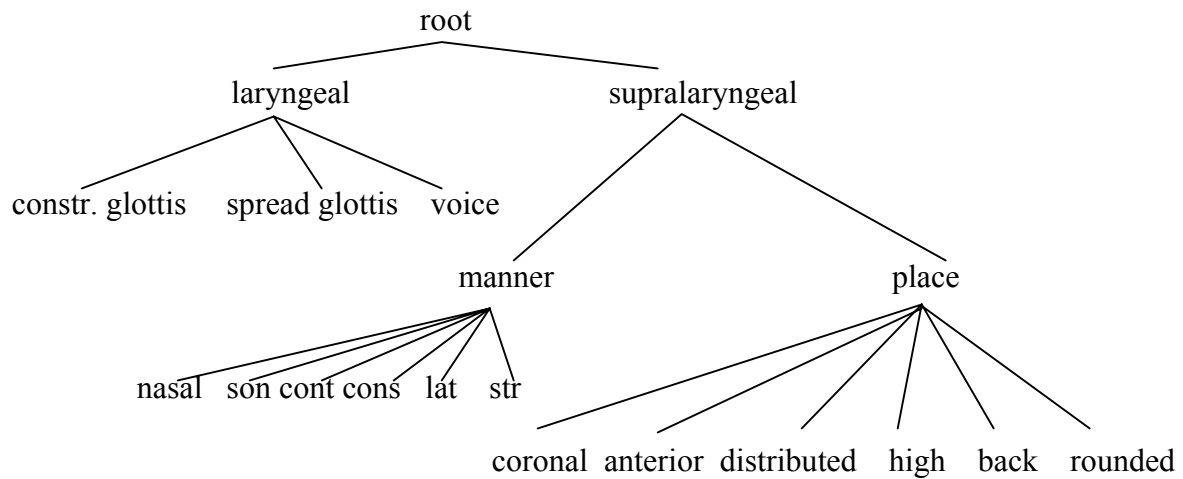 root
laryngeal supralaryngeal
constr. glottis spread glottis voice
manner place
nasal son cont cons lat str
coronal anterior distributed high back rounded